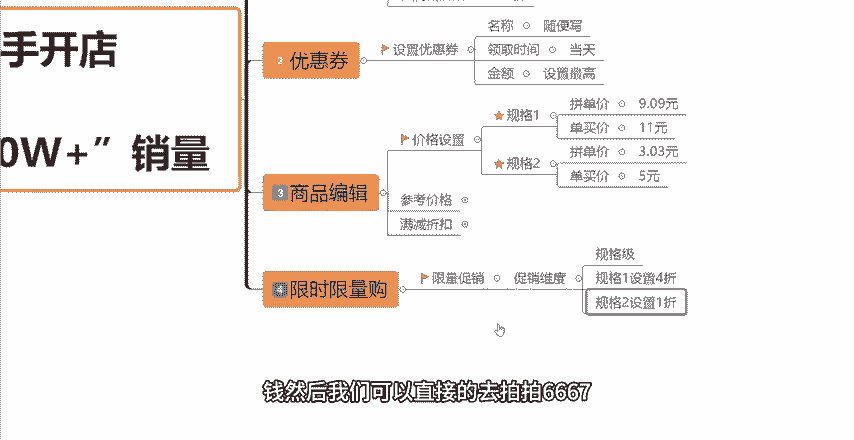 手开店
0W+”销量
2 优惠券
设置优惠券
名称 随便写
领取时间 当天
金额 设置最高
3 商品编辑
价格设置
规格1
拼单价 9.09元
单买价 11元
规格2
拼单价 3.03元
单买价 5元
参考价格
满减折扣
4 限时限量购
限量促销 促销维度
规格级
规格1设置4折
规格2设置1折
钱然后我们可以直接的去拍拍6667